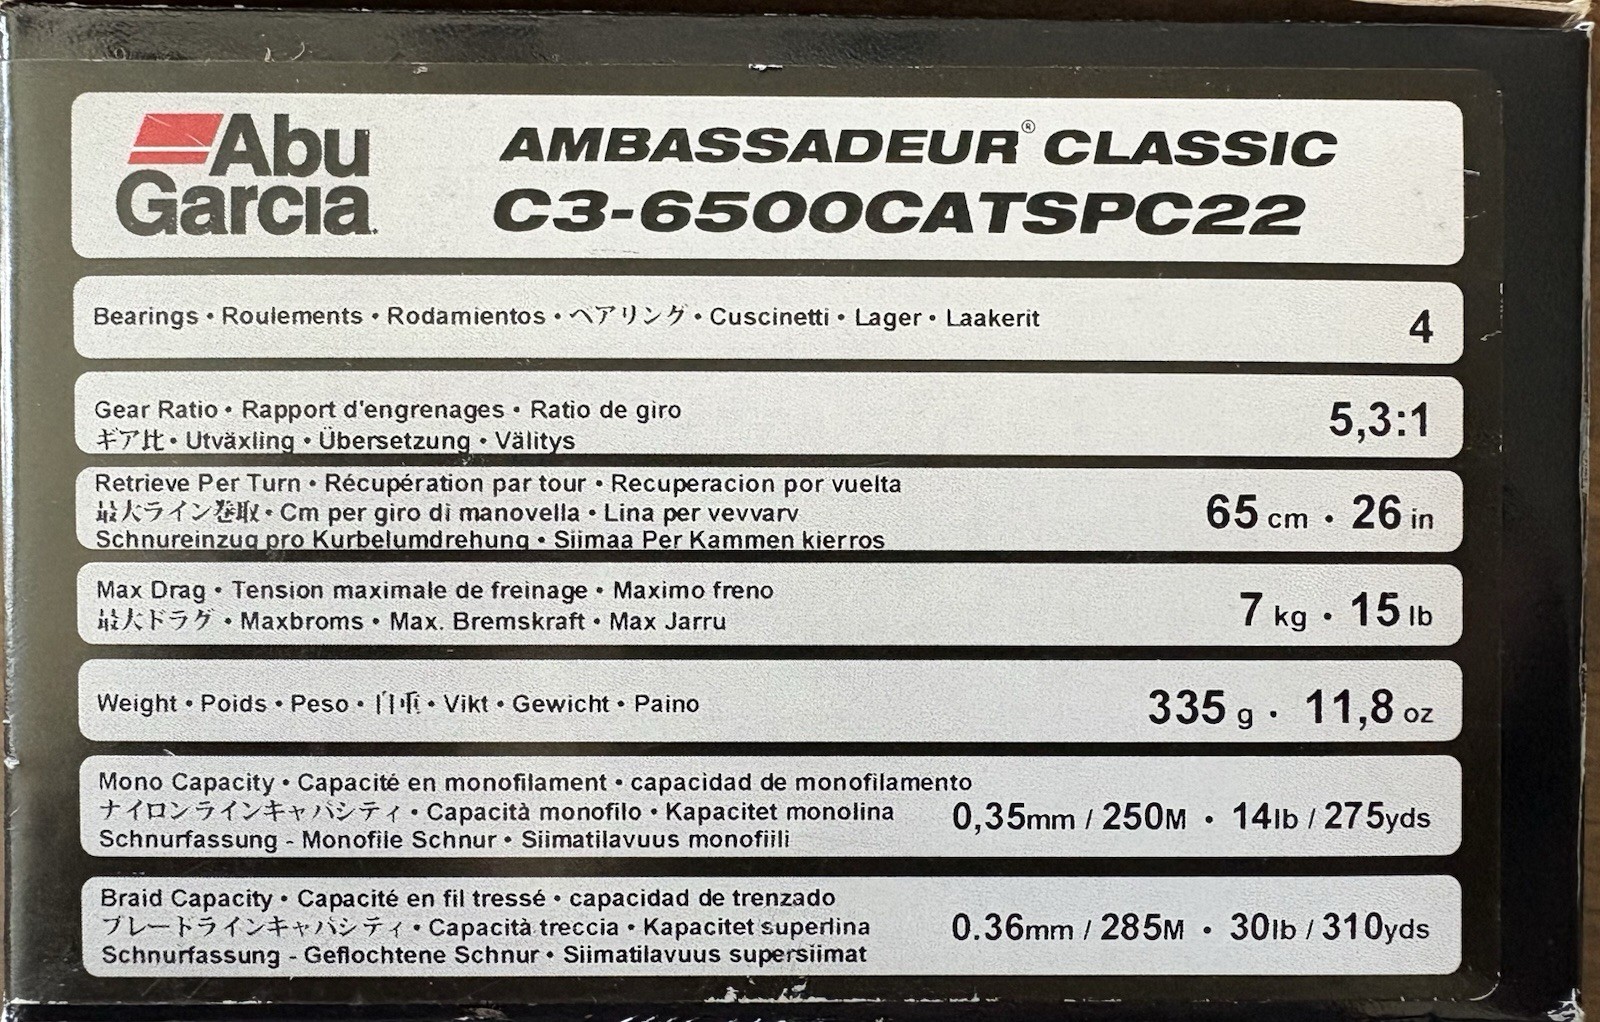 Abu
Garcia.
AMBASSADEUR® CLASSIC
C3-6500CATSPC22
Bearings • Roulements • Rodamientos • ベアリング • Cuscinetti • Lager • Laakerit
4
Gear Ratio • Rapport d'engrenages • Ratio de giro
ギア比 • Utväxling • Übersetzung • Välitys
5,3:1
Retrieve Per Turn • Récupération par tour • Recuperacion por vuelta
最大ライン巻取 • Cm per giro di manovella • Lina per vevvarv
Schnureinzug pro Kurbelumdrehung • Siimaa Per Kammen kierros
65 cm • 26 in
Max Drag • Tension maximale de freinage • Maximo freno
最大ドラグ • Maxbroms • Max. Bremskraft • Max Jarru
7 kg • 15 lb
Weight • Poids • Peso • 自重 • Vikt • Gewicht • Paino
335 g • 11,8 oz
Mono Capacity • Capacité en monofilament • capacidad de monofilamento
ナイロンラインキャパシティ • Capacità monofilo • Kapacitet monolina
Schnurfassung - Monofile Schnur • Siimatilavuus monofiili
0,35mm / 250M • 14lb / 275yds
Braid Capacity • Capacité en fil tressé • capacidad de trenzado
ブレードラインキャパシティ • Capacità treccia • Kapacitet superlina
Schnurfassung - Geflochtene Schnur • Siimatilavuus supersiimat
0.36mm / 285M • 30lb / 310yds